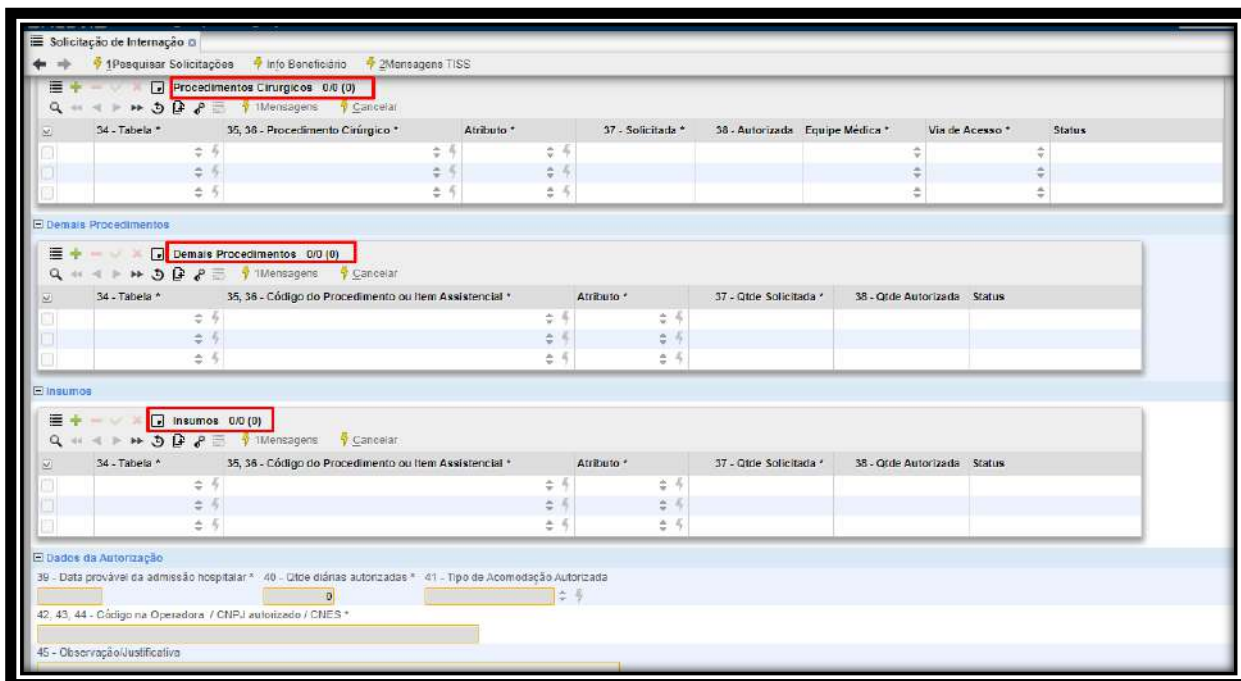 Solicitação de Internação
1Pesquisar Solicitações Info Beneficiário 2Mensagens TISS
Procedimentos Cirurgicos 0/0 (0)
1Mensagens Cancelar
34 - Tabela * 35, 36 - Procedimento Cirúrgico * Atributo * 37 - Solicitada * 38 - Autorizada Equipe Médica * Via de Acesso * Status
Demais Procedimentos
Demais Procedimentos 0/0 (0)
1Mensagens Cancelar
34 - Tabela * 35, 36 - Código do Procedimento ou Item Assistencial * Atributo * 37 - Qtde Solicitada * 38 - Qtde Autorizada Status
Insumos
Insumos 0/0 (0)
1Mensagens Cancelar
34 - Tabela * 35, 36 - Código do Procedimento ou Item Assistencial * Atributo * 37 - Qtde Solicitada * 38 - Qtde Autorizada Status
Dados da Autorização
39 - Data provável da admissão hospitalar * 40 - Qtde diárias autorizadas * 41 - Tipo de Acomodação Autorizada
0
42, 43, 44 - Código na Operadora / CNPJ autorizado / CNES *
45 - Observação/Justificativa